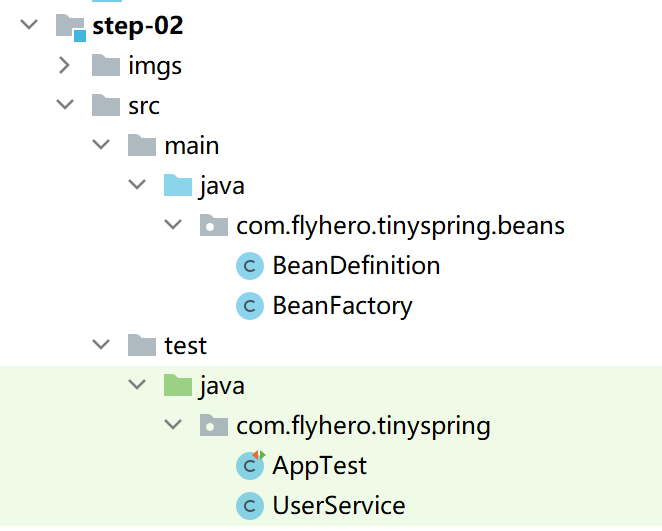 step-02
imgs
src
main
java
com.flyhero.tinyspring.beans
C BeanDefinition
C BeanFactory
test
java
com.flyhero.tinyspring
C AppTest
C UserService